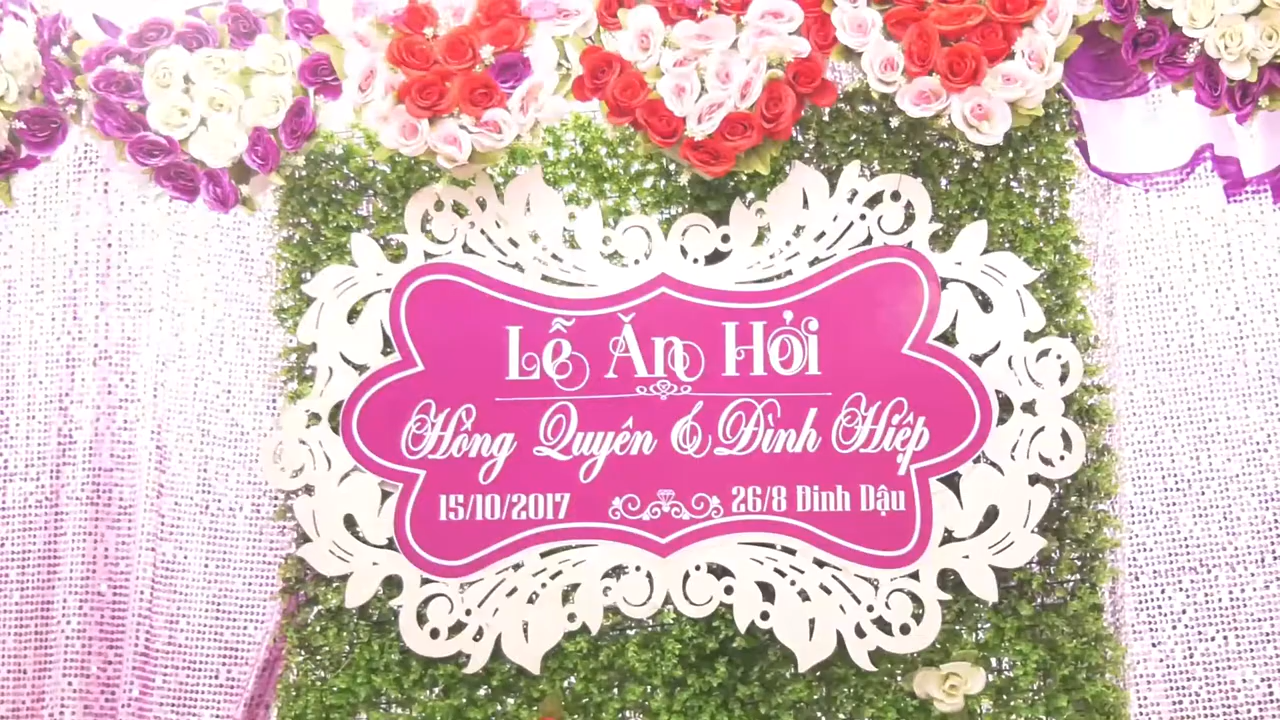 Lễ Ăn Hỏi
Hồng Quyên & Đình Hiệp
15/10/2017 26/8 Đinh Dậu